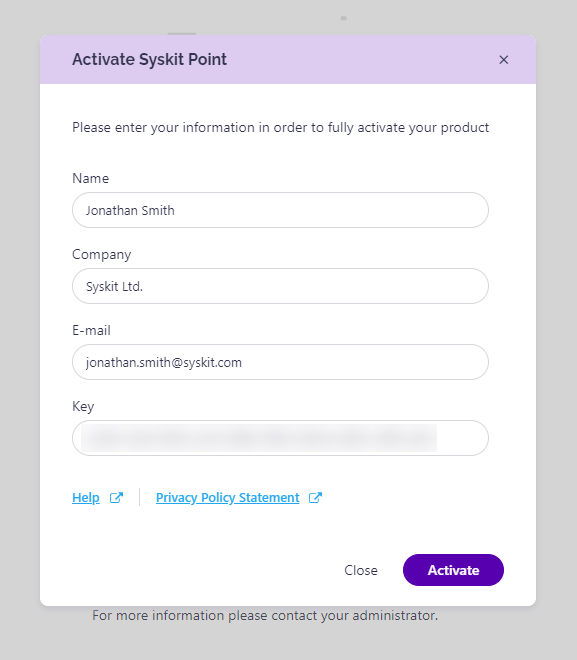 Activate Syskit Point
Please enter your information in order to fully activate your product
Name
Jonathan Smith
Company
Syskit Ltd.
E-mail
jonathan.smith@syskit.com
Key
Help
Privacy Policy Statement
Close
Activate
For more information please contact your administrator.